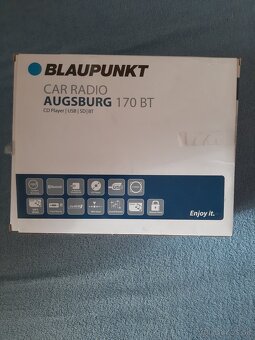 BLAUPUNKT
CAR RADIO
AUGSBURG 170 BT
CD Player | USB | SD | BT
Enjoy it.